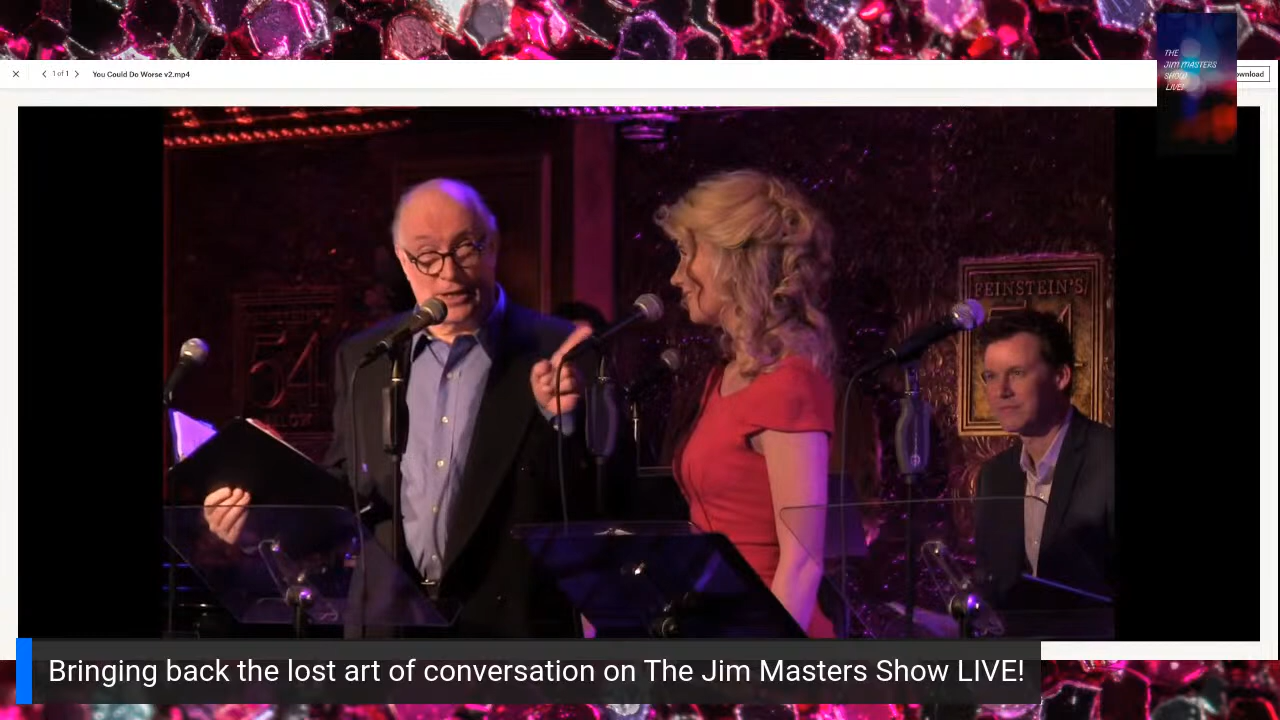 1 of 1
You Could Do Worse v2.mp4
THE
JIM MASTERS
SHOW
LIVE!
FEINSTEIN'S/
54
54
Bringing back the lost art of conversation on The Jim Masters Show LIVE!